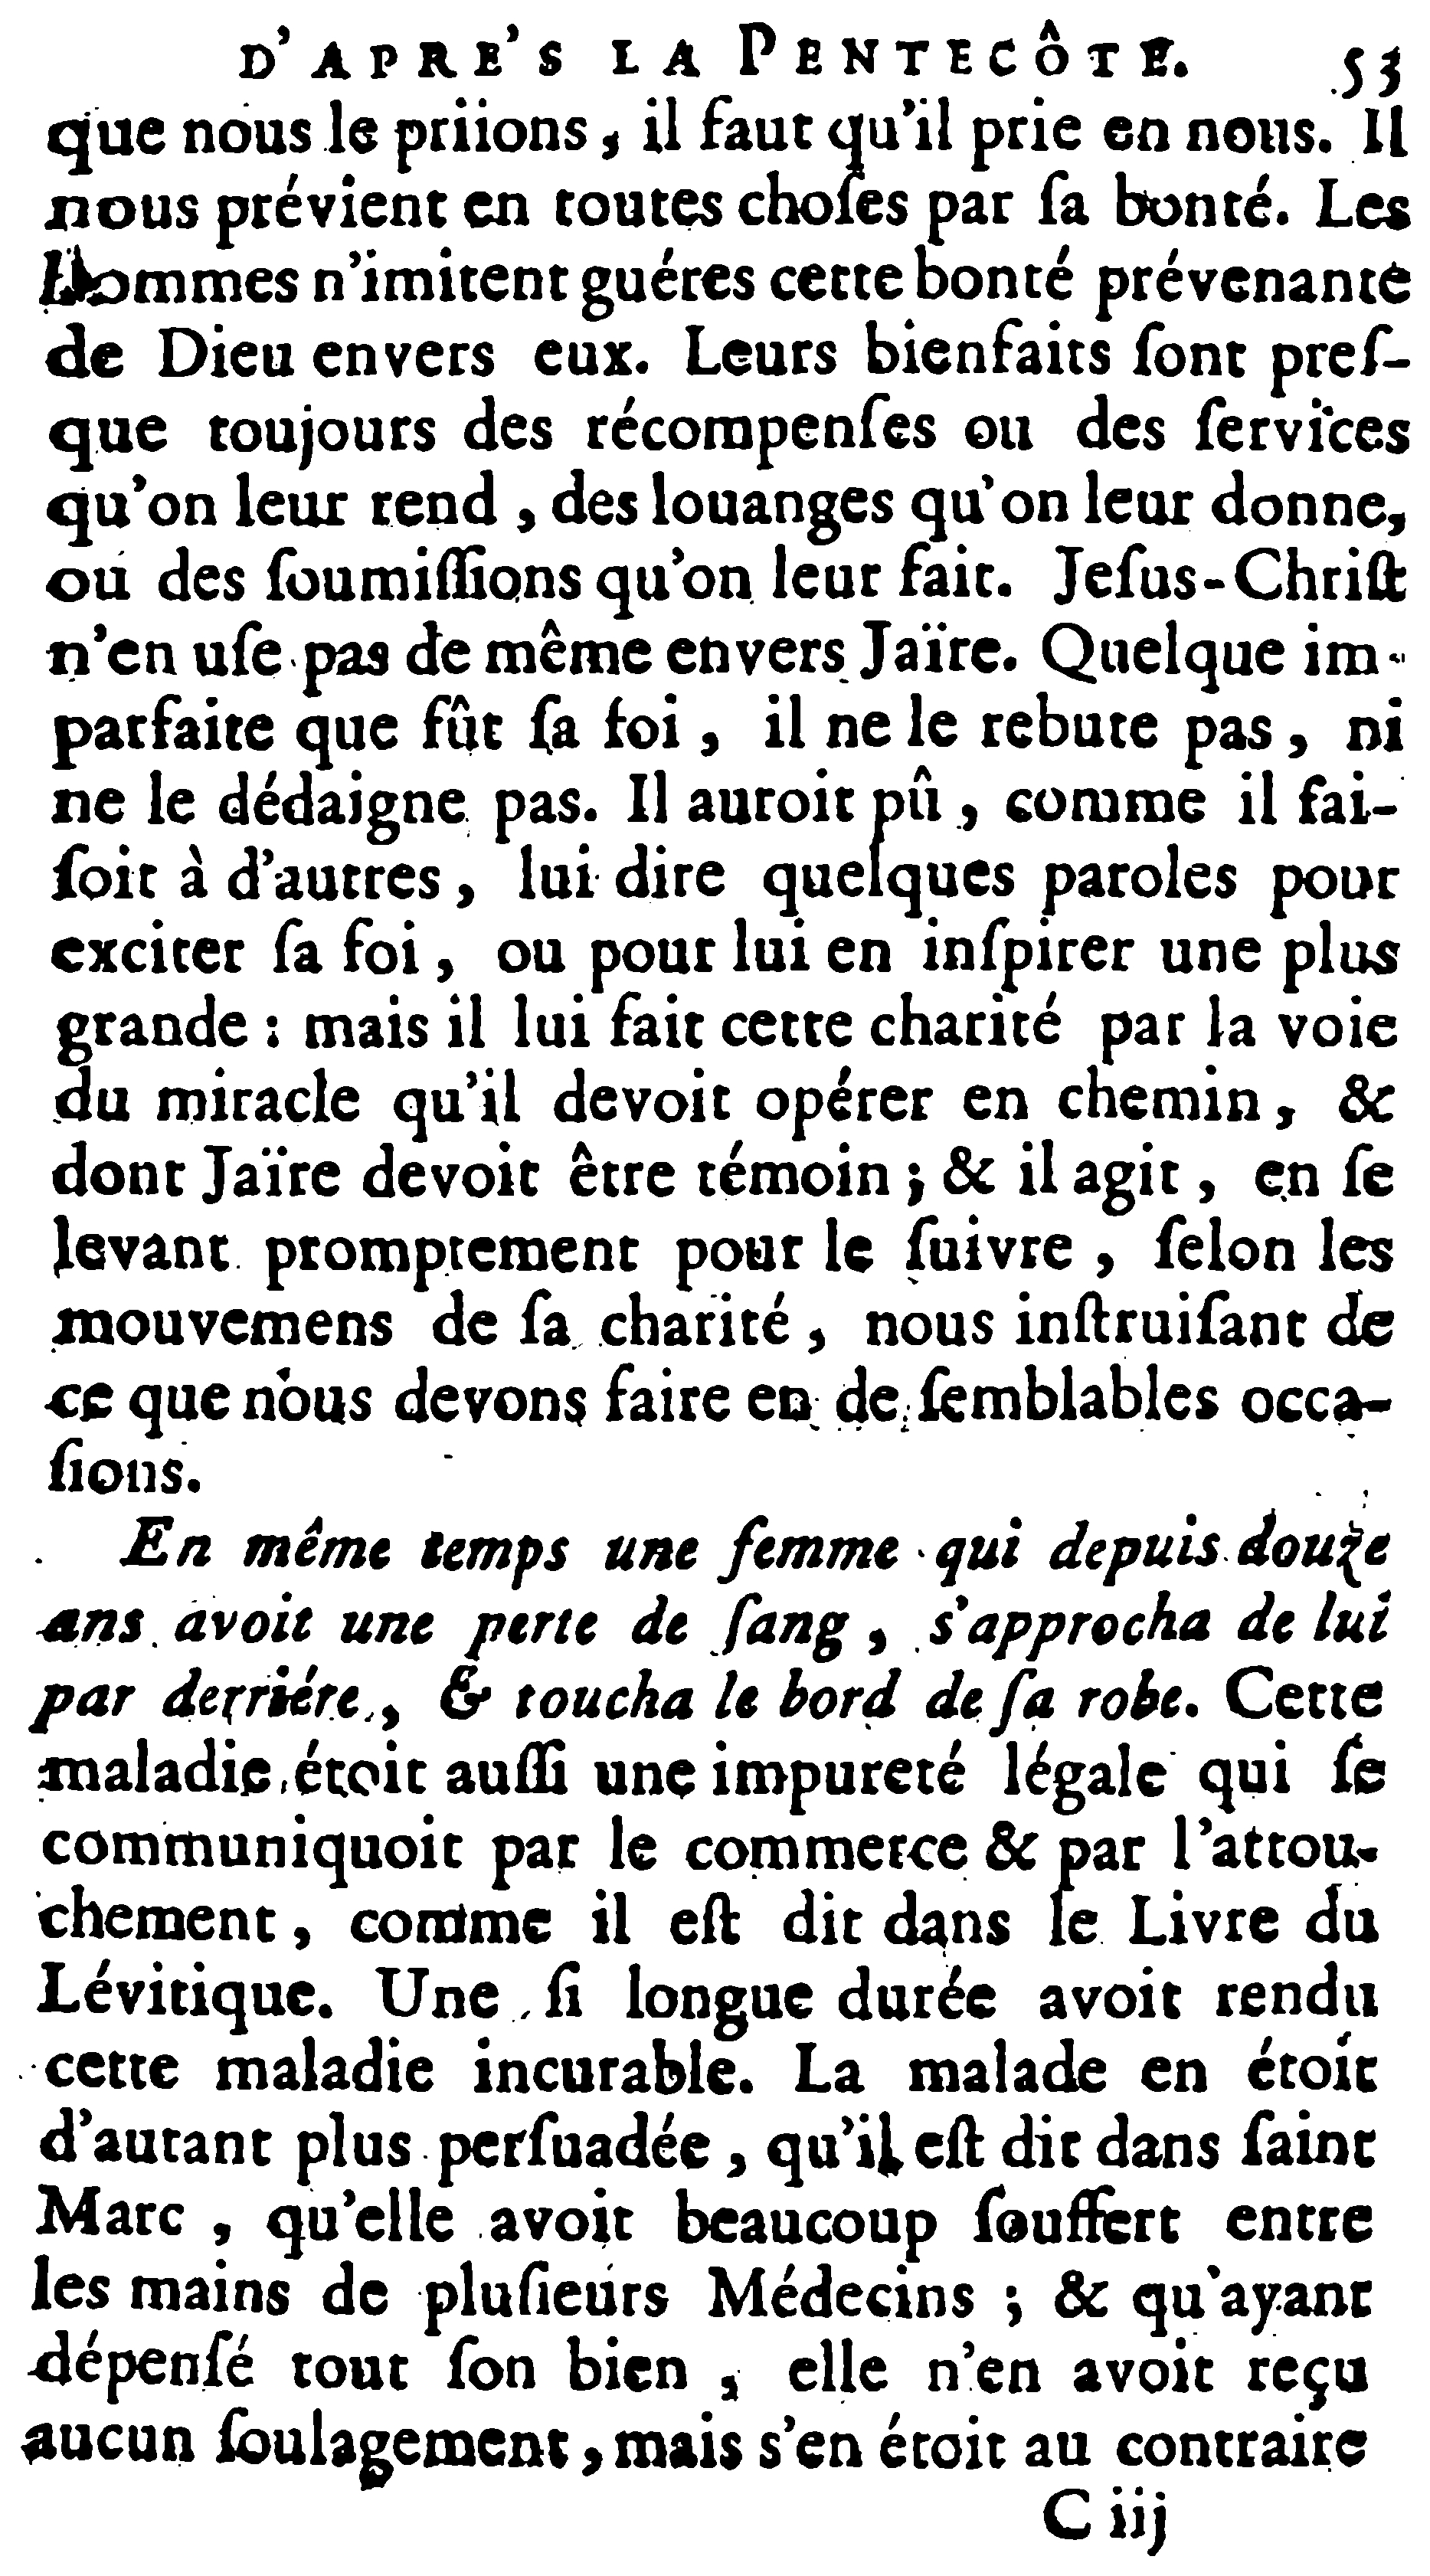 D'APRE'S LA PENTECÔTE. 53
que nous le priions, il faut qu'il prie en nous. Il
nous prévient en toutes choſes par ſa bonté. Les
Hommes n'imitent guéres cette bonté prévenante
de Dieu envers eux. Leurs bienfaits ſont preſ-
que toujours des récompenſes ou des ſervices
qu'on leur rend, des louanges qu'on leur donne,
ou des ſoumiſſions qu'on leur fait. Jeſus-Chriſt
n'en uſe pas de même envers Jaïre. Quelque im-
parfaite que fût ſa foi, il ne le rebute pas, ni
ne le dédaigne pas. Il auroit pû, comme il fai-
ſoit à d'autres, lui dire quelques paroles pour
exciter ſa foi, ou pour lui en inſpirer une plus
grande : mais il lui fait cette charité par la voie
du miracle qu'il devoit opérer en chemin, &
dont Jaïre devoit être témoin ; & il agit, en ſe
levant promptement pour le ſuivre, ſelon les
mouvemens de ſa charité, nous inſtruiſant de
ce que nous devons faire en de ſemblables occa-
ſions.
En même temps une femme qui depuis douze
ans avoit une perte de ſang, s'approcha de lui
par derriére, & toucha le bord de ſa robe. Cette
maladie étoit auſſi une impureté légale qui ſe
communiquoit par le commerce & par l'attou-
chement, comme il eſt dit dans le Livre du
Lévitique. Une ſi longue durée avoit rendu
cette maladie incurable. La malade en étoit
d'autant plus perſuadée, qu'il eſt dit dans ſaint
Marc, qu'elle avoit beaucoup ſouffert entre
les mains de pluſieurs Médecins ; & qu'ayant
dépenſé tout ſon bien, elle n'en avoit reçu
aucun ſoulagement, mais s'en étoit au contraire
C iij